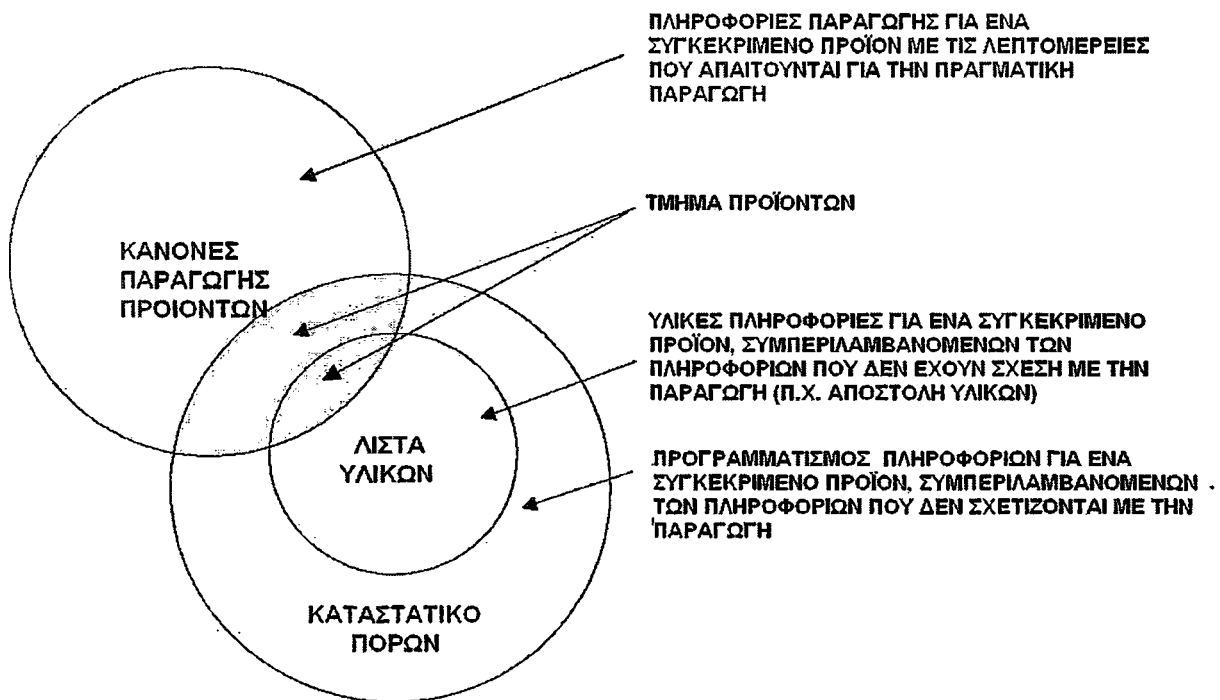 ΠΛΗΡΟΦΟΡΙΕΣ ΠΑΡΑΓΩΓΗΣ ΓΙΑ ΕΝΑ
ΣΥΓΚΕΚΡΙΜΕΝΟ ΠΡΟΪΟΝ ΜΕ ΤΙΣ ΛΕΠΤΟΜΕΡΕΙΕΣ
ΠΟΥ ΑΠΑΙΤΟΥΝΤΑΙ ΓΙΑ ΤΗΝ ΠΡΑΓΜΑΤΙΚΗ
ΠΑΡΑΓΩΓΗ
ΤΜΗΜΑ ΠΡΟΪΟΝΤΩΝ
ΚΑΝΟΝΕΣ
ΠΑΡΑΓΩΓΗΣ
ΠΡΟΙΟΝΤΩΝ
ΥΛΙΚΕΣ ΠΛΗΡΟΦΟΡΙΕΣ ΓΙΑ ΕΝΑ ΣΥΓΚΕΚΡΙΜΕΝΟ
ΠΡΟΪΟΝ, ΣΥΜΠΕΡΙΛΑΜΒΑΝΟΜΕΝΩΝ ΤΩΝ
ΠΛΗΡΟΦΟΡΙΩΝ ΠΟΥ ΔΕΝ ΕΧΟΥΝ ΣΧΕΣΗ ΜΕ ΤΗΝ
ΠΑΡΑΓΩΓΗ (Π.Χ. ΑΠΟΣΤΟΛΗ ΥΛΙΚΩΝ)
ΛΙΣΤΑ
ΥΛΙΚΩΝ
ΠΡΟΓΡΑΜΜΑΤΙΣΜΟΣ ΠΛΗΡΟΦΟΡΙΩΝ ΓΙΑ ΕΝΑ
ΣΥΓΚΕΚΡΙΜΕΝΟ ΠΡΟΪΟΝ, ΣΥΜΠΕΡΙΛΑΜΒΑΝΟΜΕΝΩΝ
ΤΩΝ ΠΛΗΡΟΦΟΡΙΩΝ ΠΟΥ ΔΕΝ ΣΧΕΤΙΖΟΝΤΑΙ ΜΕ ΤΗΝ
ΠΑΡΑΓΩΓΗ
ΚΑΤΑΣΤΑΤΙΚΟ
ΠΟΡΩΝ